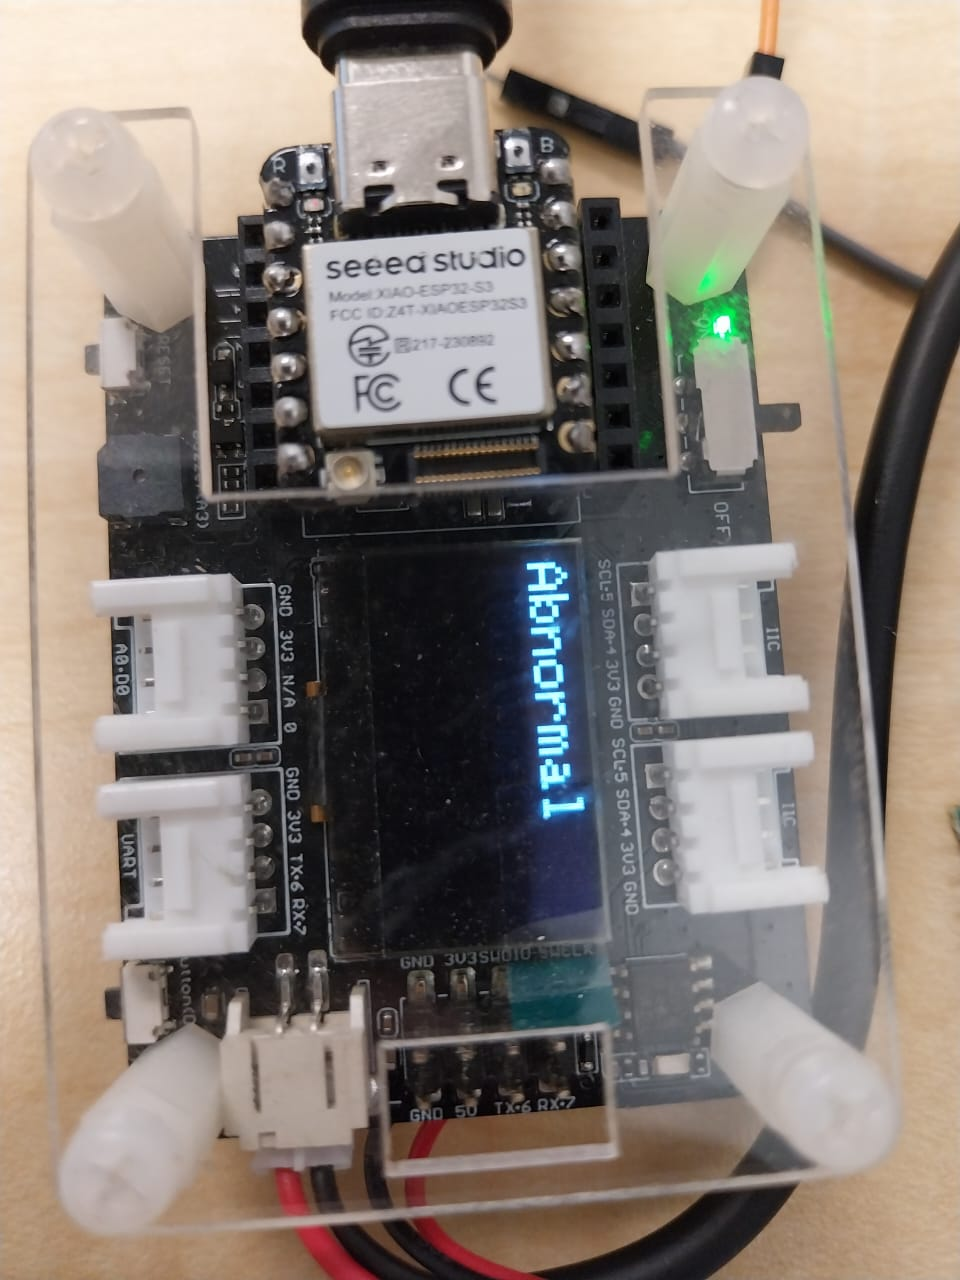 R
B
seeed studio
Model:XIAO-ESP32-S3
FCC ID:Z4T-XIAOESP32S3
217-230892
FC CE
RESET
OFF
Abnormal
GND 3V3 N/A 0
A0·D0
SCL·5 SDA·4 3V3 GND
IIC
GND 3V3 TX·6 RX·7
UART
SCL·5 SDA·4 3V3 GND
IIC
GND 3V3 SWDIO SWCLK
GND 5V TX·6 RX·7